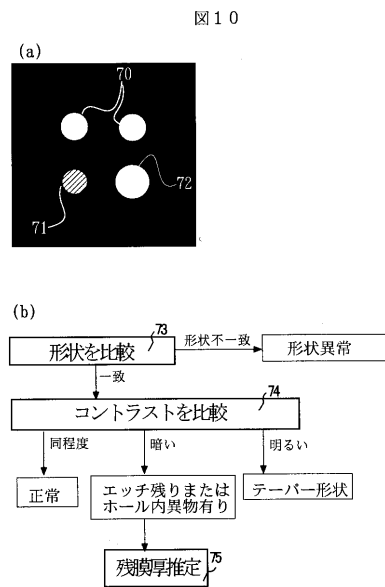 図10
(a)
70
71
72
(b)
73
形状を比較
形状不一致
形状異常
一致
74
コントラストを比較
同程度
暗い
明るい
正常
エッチ残りまたは
ホール内異物有り
テーパー形状
残膜厚推定
75